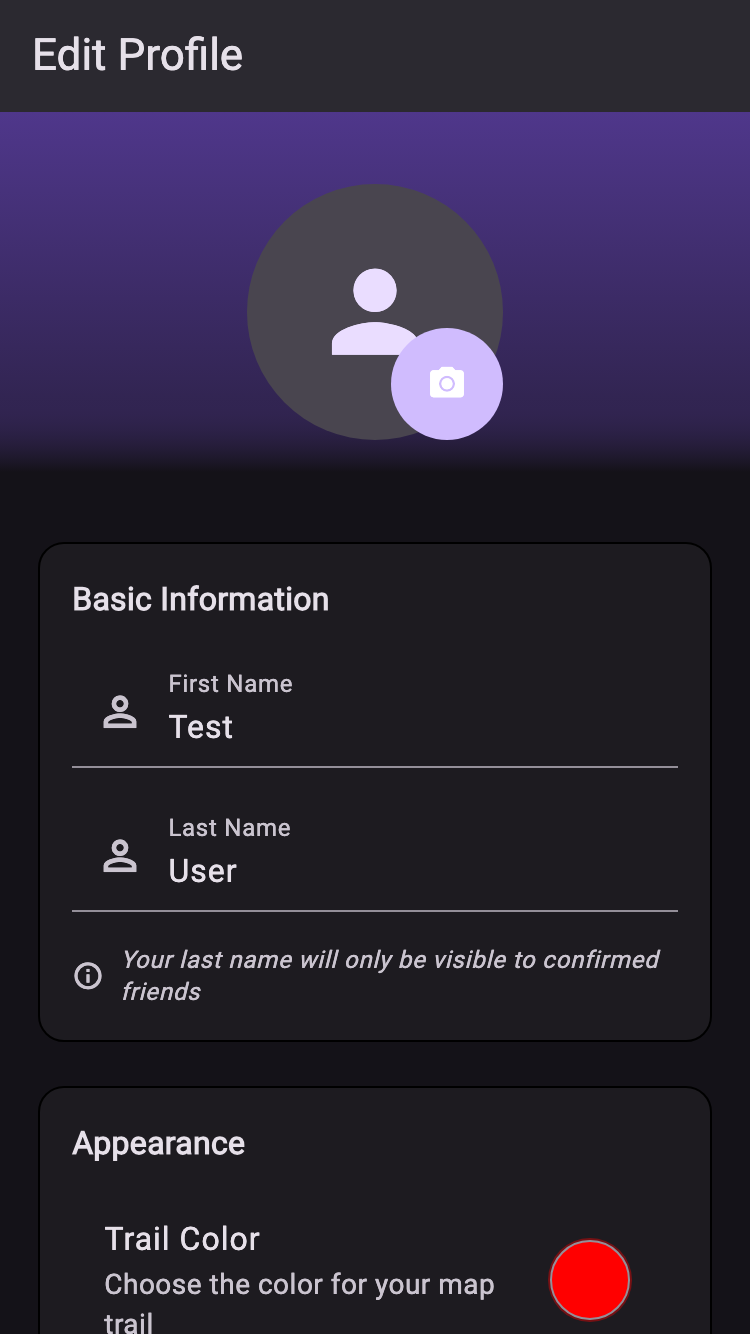 Edit Profile
Basic Information
First Name
Test
Last Name
User
Your last name will only be visible to confirmed
friends
Appearance
Trail Color
Choose the color for your map
trail